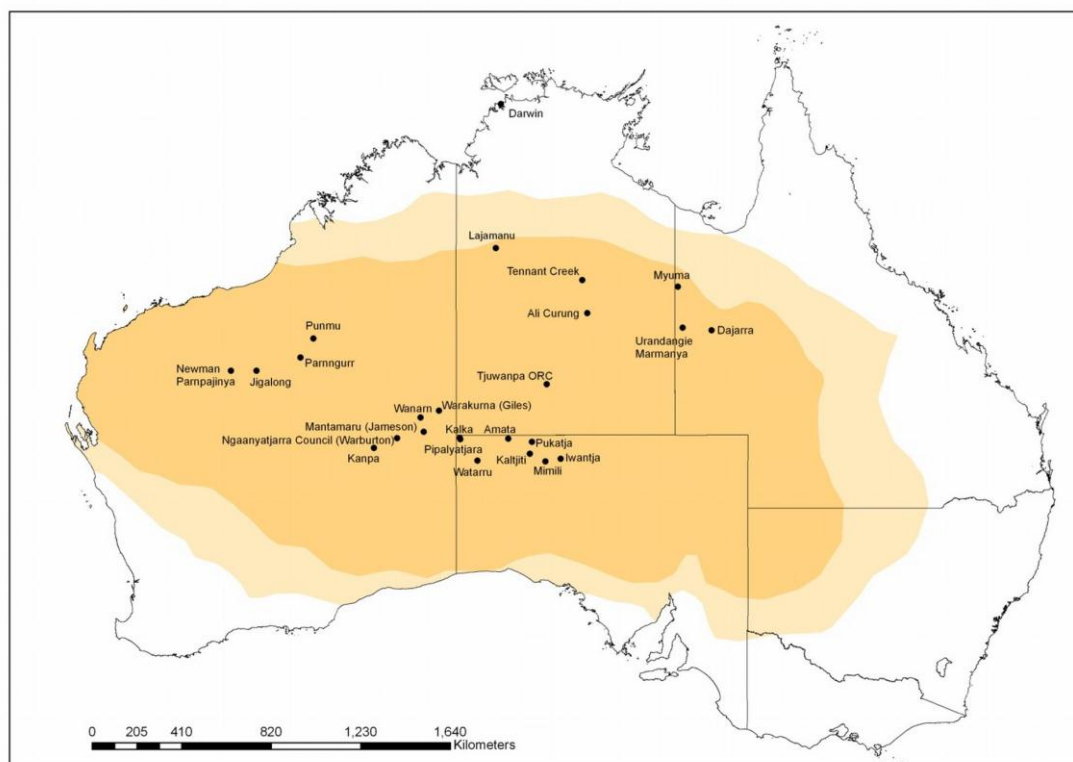 Darwin
Lajamanu
Tennant Creek
Myuma
Ali Curung
Punmu
Urandangie
Marmanya
Dajarra
Parnngurr
Newman
Parnpajinya
Jigalong
Tjuwanpa ORC
Wanarn
Warakurna (Giles)
Mantamaru (Jameson)
Ngaanyatjarra Council (Warburton)
Kalka
Amata
Pukatja
Kanpa
Pipalyatjara
Watarru
Kaltjiti
Mimili
Iwantja
0 205 410 820 1,230 1,640
Kilometers